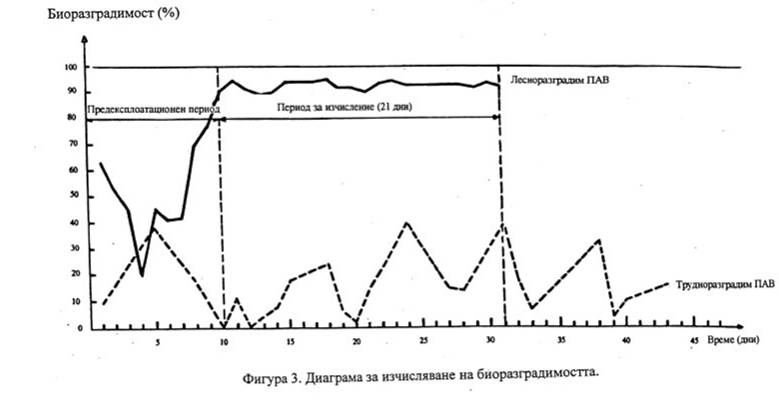 Биоразградимост (%)
100
90
80
70
60
50
40
30
20
10
0
Лесноразградим ПАВ
Предексплоатационен период
Период за изчисление (21 дни)
Трудноразградим ПАВ
5
10
15
20
25
30
35
40
45
Време (дни)
Фигура 3. Диаграма за изчисляване на биоразградимостта.